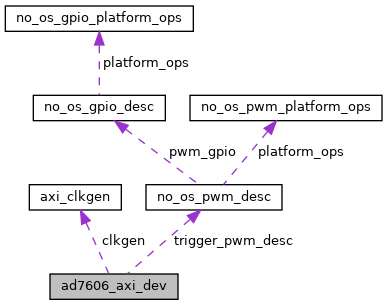 no_os_gpio_platform_ops
platform_ops
no_os_gpio_desc
no_os_pwm_platform_ops
pwm_gpio
platform_ops
axi_clkgen
no_os_pwm_desc
clkgen
trigger_pwm_desc
ad7606_axi_dev